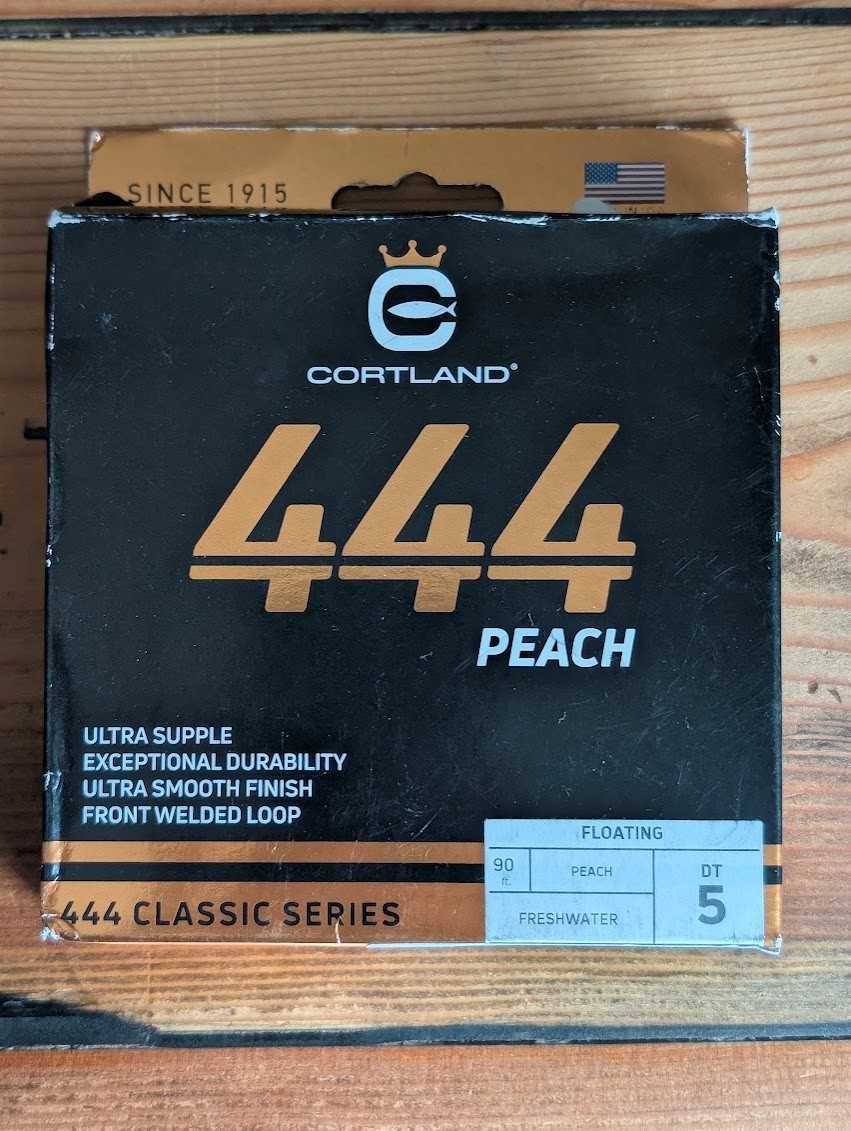 SINCE 1915
CORTLAND®
444
PEACH
ULTRA SUPPLE
EXCEPTIONAL DURABILITY
ULTRA SMOOTH FINISH
FRONT WELDED LOOP
FLOATING
90 ft.
PEACH
DT
5
FRESHWATER
444 CLASSIC SERIES